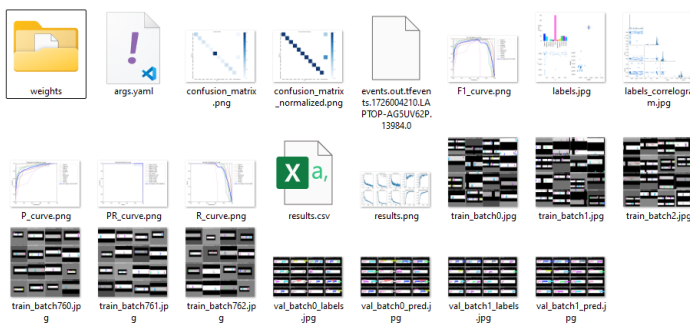 weights
args.yaml
confusion_matrix
.png
confusion_matrix
_normalized.png
events.out.tfeve
nts.1726004210.LA
PTOP-AG5UV62P.
13984.0
F1_curve.png
labels.jpg
labels_correlogra
m.jpg
P_curve.png
PR_curve.png
R_curve.png
X a,
results.csv
results.png
train_batch0.jpg
train_batch1.jpg
train_batch2.jpg
train_batch760.jp
g
train_batch761.jp
g
train_batch762.jp
g
val_batch0_labels
.jpg
val_batch0_pred.j
pg
val_batch1_labels
.jpg
val_batch1_pred.j
pg